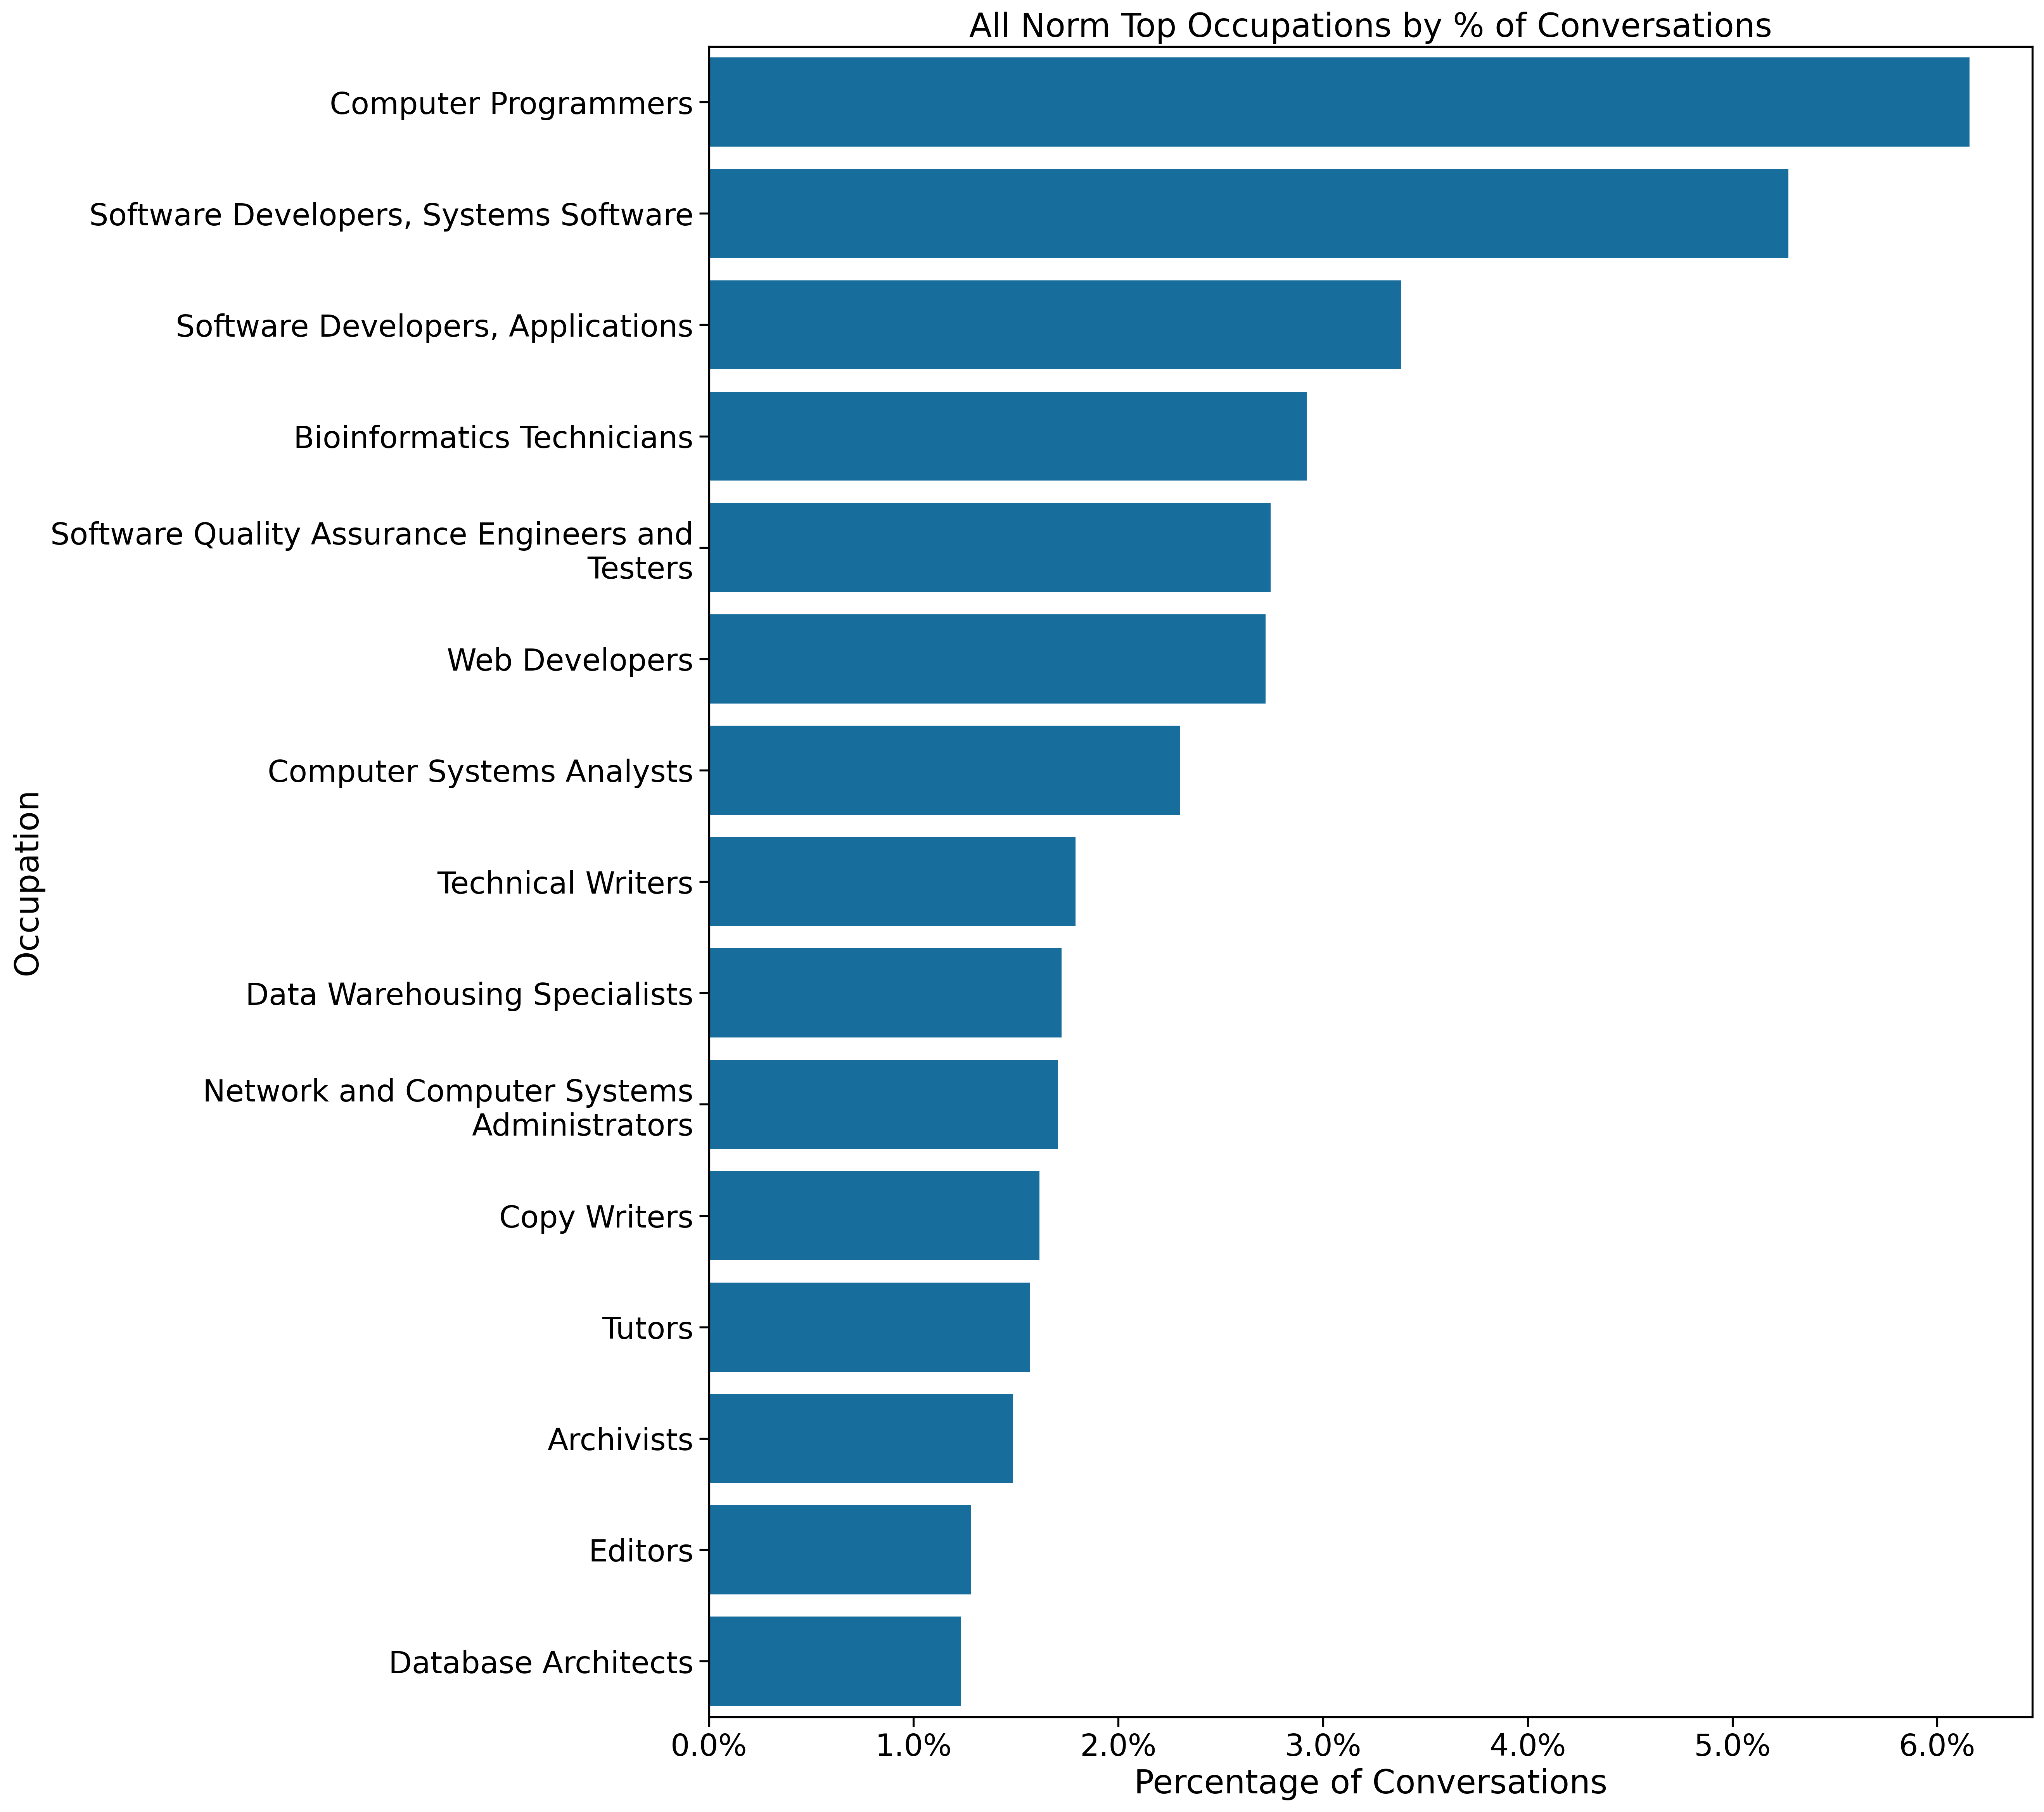 All Norm Top Occupations by % of Conversations
Computer Programmers
Software Developers, Systems Software
Software Developers, Applications
Bioinformatics Technicians
Software Quality Assurance Engineers and
Testers
Web Developers
Computer Systems Analysts
Technical Writers
Data Warehousing Specialists
Network and Computer Systems
Administrators
Copy Writers
Tutors
Archivists
Editors
Database Architects
Occupation
0.0% 1.0% 2.0% 3.0% 4.0% 5.0% 6.0%
Percentage of Conversations